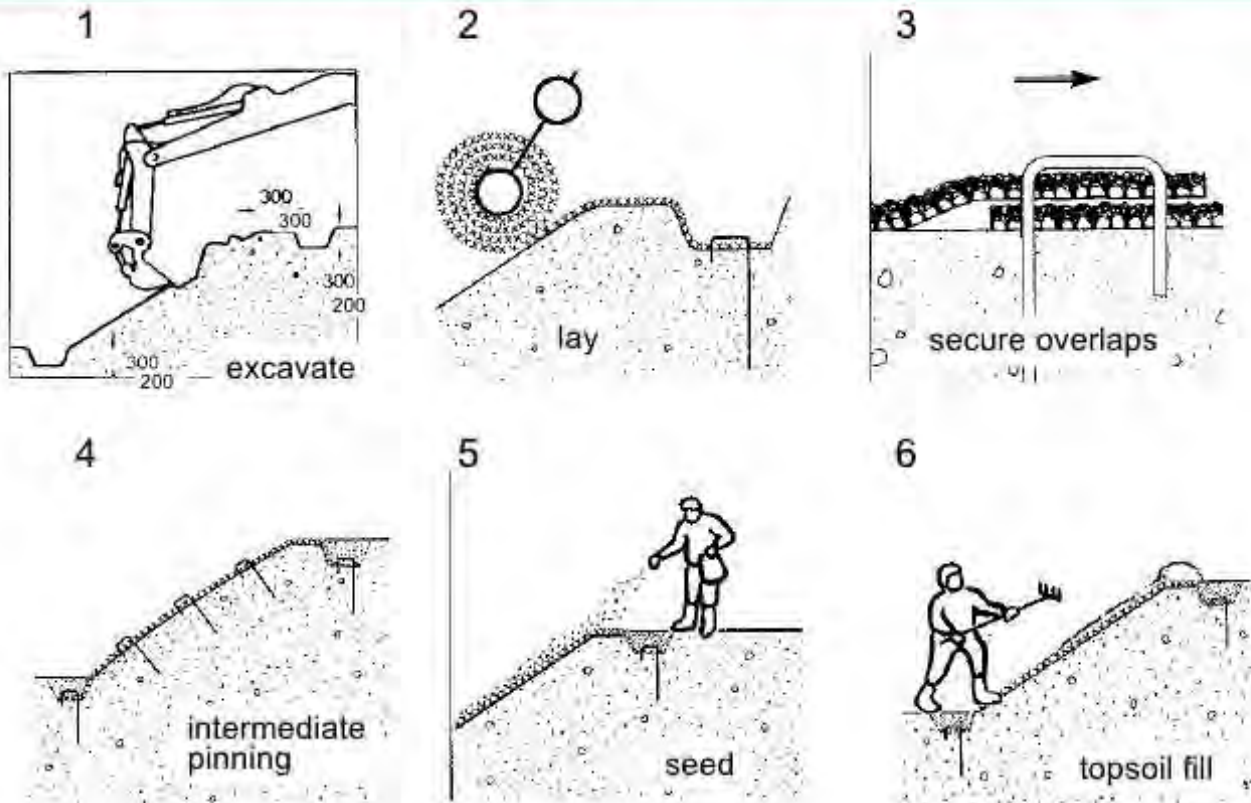 1
300
300
300
200
300
200
excavate
2
lay
3
secure overlaps
4
intermediate
pinning
5
seed
6
topsoil fill